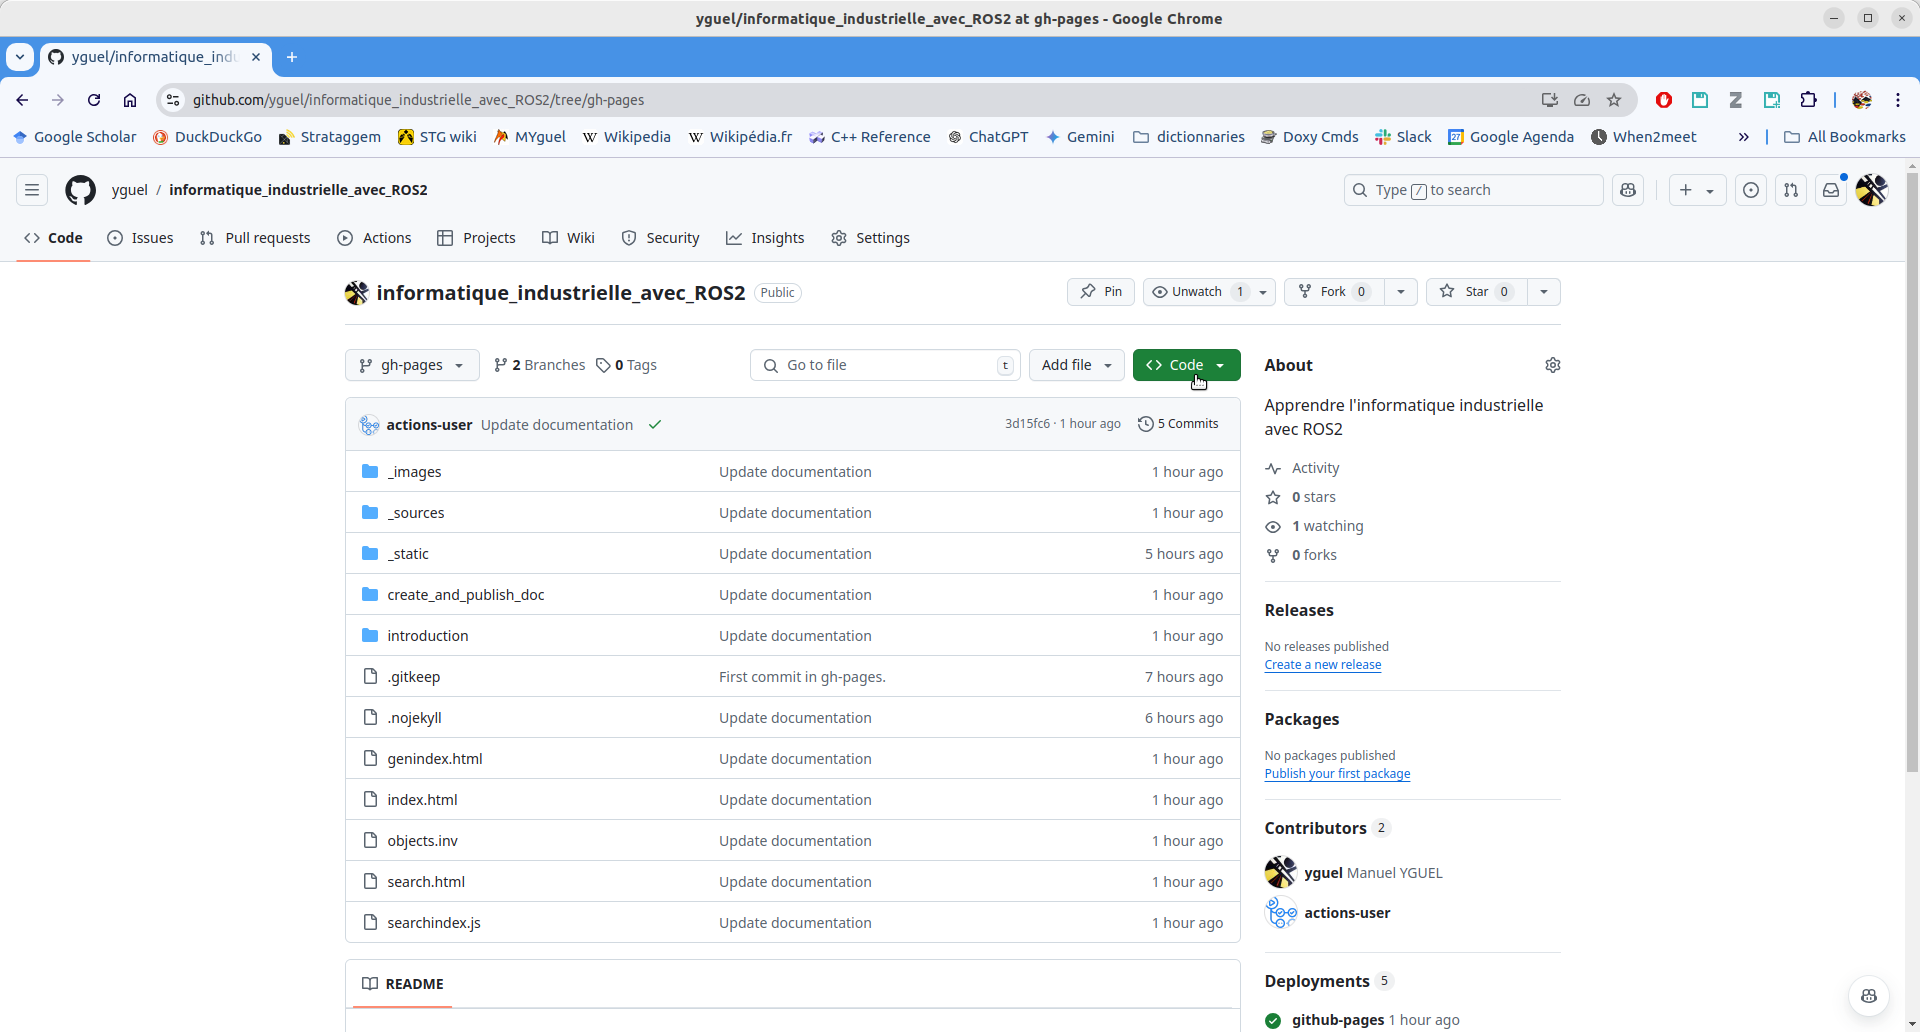 yguel/informatique_industrielle_avec_ROS2 at gh-pages - Google Chrome
yguel/informatique_indu
github.com/yguel/informatique_industrielle_avec_ROS2/tree/gh-pages
Google Scholar DuckDuckGo Strataggem STG wiki MYguel Wikipedia Wikipédia.fr C++ Reference ChatGPT Gemini dictionnaries Doxy Cmds Slack Google Agenda When2meet » All Bookmarks
yguel / informatique_industrielle_avec_ROS2
Type / to search
Code Issues Pull requests Actions Projects Wiki Security Insights Settings
informatique_industrielle_avec_ROS2 Public
Pin Unwatch 1 Fork 0 Star 0
gh-pages 2 Branches 0 Tags Go to file t Add file Code
actions-user Update documentation 3d15fc6 · 1 hour ago 5 Commits
_images Update documentation 1 hour ago
_sources Update documentation 1 hour ago
_static Update documentation 5 hours ago
create_and_publish_doc Update documentation 1 hour ago
introduction Update documentation 1 hour ago
.gitkeep First commit in gh-pages. 7 hours ago
.nojekyll Update documentation 6 hours ago
genindex.html Update documentation 1 hour ago
index.html Update documentation 1 hour ago
objects.inv Update documentation 1 hour ago
search.html Update documentation 1 hour ago
searchindex.js Update documentation 1 hour ago
README
About
Apprendre l'informatique industrielle
avec ROS2
Activity
0 stars
1 watching
0 forks
Releases
No releases published
Create a new release
Packages
No packages published
Publish your first package
Contributors 2
yguel Manuel YGUEL
actions-user
Deployments 5
github-pages 1 hour ago